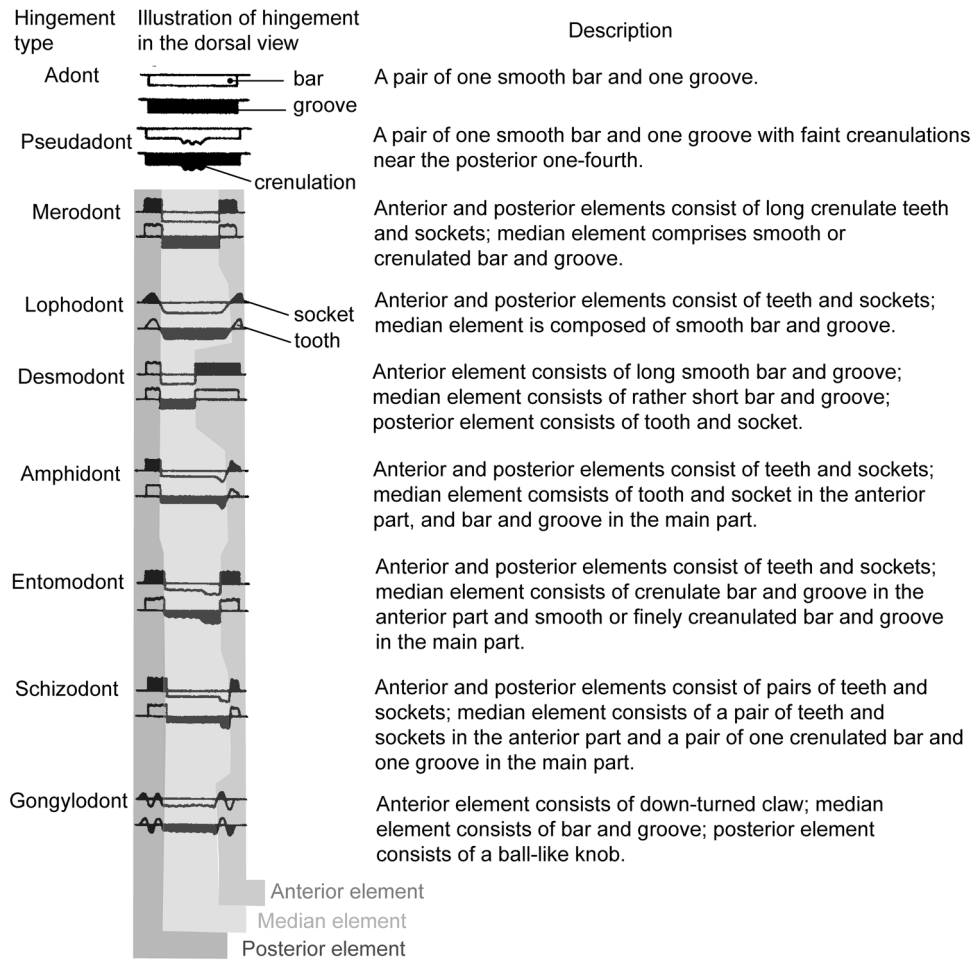 Hingement type
Illustration of hingement in the dorsal view
Description
Adont
bar
groove
A pair of one smooth bar and one groove.
Pseudadont
crenulation
A pair of one smooth bar and one groove with faint creanulations
near the posterior one-fourth.
Merodont
Anterior and posterior elements consist of long crenulate teeth
and sockets; median element comprises smooth or
crenulated bar and groove.
Lophodont
socket
tooth
Anterior and posterior elements consist of teeth and sockets;
median element is composed of smooth bar and groove.
Desmodont
Anterior element consists of long smooth bar and groove;
median element consists of rather short bar and groove;
posterior element consists of tooth and socket.
Amphidont
Anterior and posterior elements consist of teeth and sockets;
median element comsists of tooth and socket in the anterior
part, and bar and groove in the main part.
Entomodont
Anterior and posterior elements consist of teeth and sockets;
median element consists of crenulate bar and groove in the
anterior part and smooth or finely creanulated bar and groove
in the main part.
Schizodont
Anterior and posterior elements consist of pairs of teeth and
sockets; median element consists of a pair of teeth and
sockets in the anterior part and a pair of one crenulated bar and
one groove in the main part.
Gongylodont
Anterior element consists of down-turned claw; median
element consists of bar and groove; posterior element
consists of a ball-like knob.
Anterior element
Median element
Posterior element